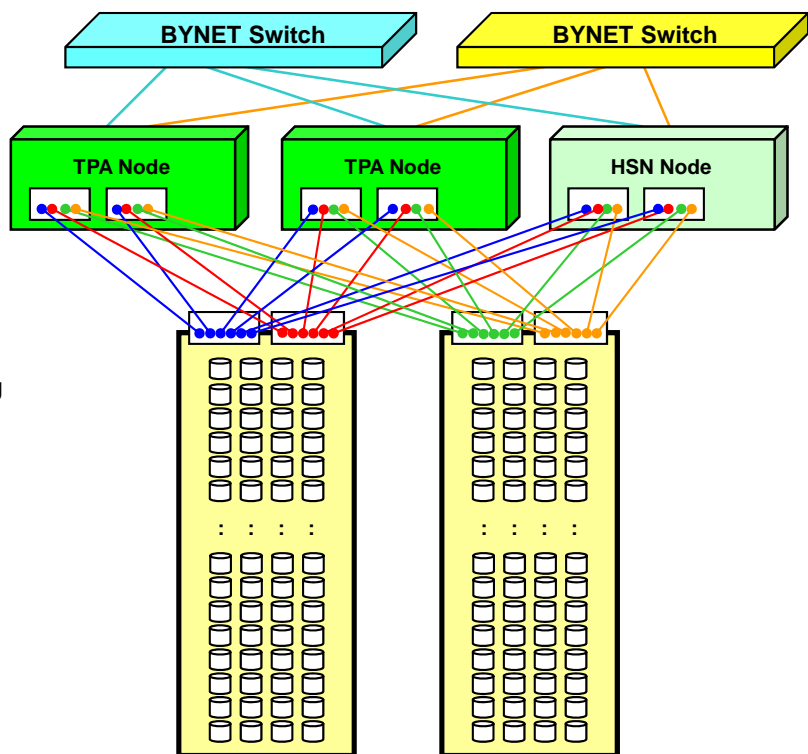 BYNET Switch
BYNET Switch
TPA Node
TPA Node
HSN Node
: : : :
: : : :